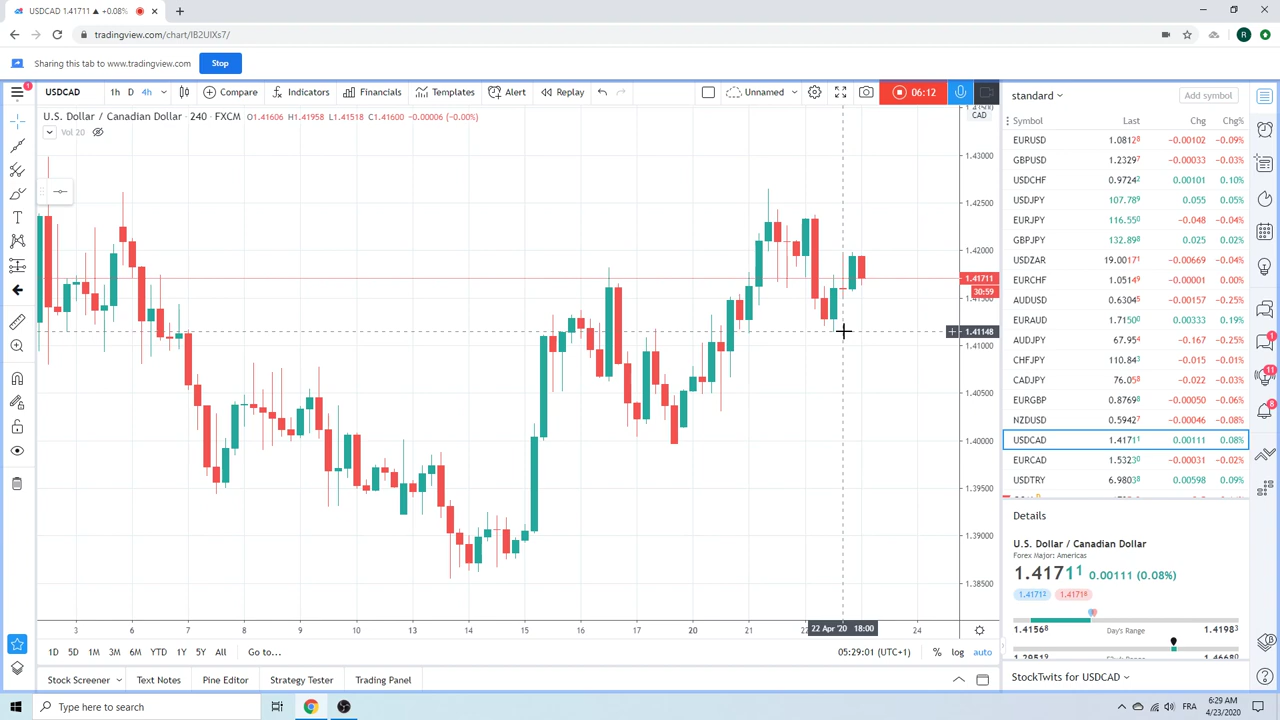 USDCAD 1.41711 ▲ +0.08%
tradingview.com/chart/IB2UIXs7/
R
Sharing this tab to www.tradingview.com Stop
1
USDCAD 1h D 4h Compare Indicators Financials Templates Alert Replay Unnamed 06:12
U.S. Dollar / Canadian Dollar · 240 · FXCM O1.41606 H1.41958 L1.41518 C1.41600 -0.00006 (-0.00%)
Vol 20
CAD
1.43000
1.42500
1.42000
1.41711
30:59
1.41148
1.41000
1.40500
1.40000
1.39500
1.39000
1.38500
3 6 7 8 9 10 13 14 15 16 17 20 21 22 Apr '20 18:00 24
1D 5D 1M 3M 6M YTD 1Y 5Y All Go to... 05:29:01 (UTC+1) % log auto
Stock Screener Text Notes Pine Editor Strategy Tester Trading Panel
standard Add symbol
Symbol Last Chg Chg%
EURUSD 1.08128 -0.00102 -0.09%
GBPUSD 1.23297 -0.00033 -0.03%
USDCHF 0.97242 0.00101 0.10%
USDJPY 107.789 0.055 0.05%
EURJPY 116.550 -0.048 -0.04%
GBPJPY 132.898 0.025 0.02%
USDZAR 19.00171 -0.00669 -0.04%
EURCHF 1.05149 -0.00001 0.00%
AUDUSD 0.63045 -0.00157 -0.25%
EURAUD 1.71500 0.00333 0.19%
AUDJPY 67.954 -0.167 -0.25%
CHFJPY 110.843 -0.015 -0.01%
CADJPY 76.058 -0.022 -0.03%
EURGBP 0.87698 -0.00050 -0.06%
NZDUSD 0.59427 -0.00046 -0.08%
USDCAD 1.41711 0.00111 0.08%
EURCAD 1.53230 -0.00031 -0.02%
USDTRY 6.98038 0.00598 0.09%
Details
U.S. Dollar / Canadian Dollar
Forex Major: Americas
1.41711 0.00111 (0.08%)
1.41712 1.41718
1.41568 Day's Range 1.41983
StockTwits for USDCAD
1
11
8
Type here to search
FRA
6:29 AM
4/23/2020